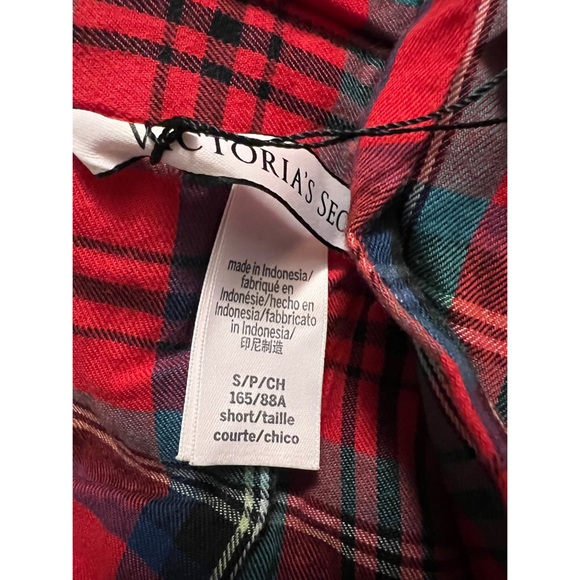 VICTORIA'S SEC
made in Indonesia/
fabriqué en
Indonésie/hecho en
Indonesia/fabbricato
in Indonesia/
印尼制造
S/P/CH
165/88A
short/taille
courte/chico